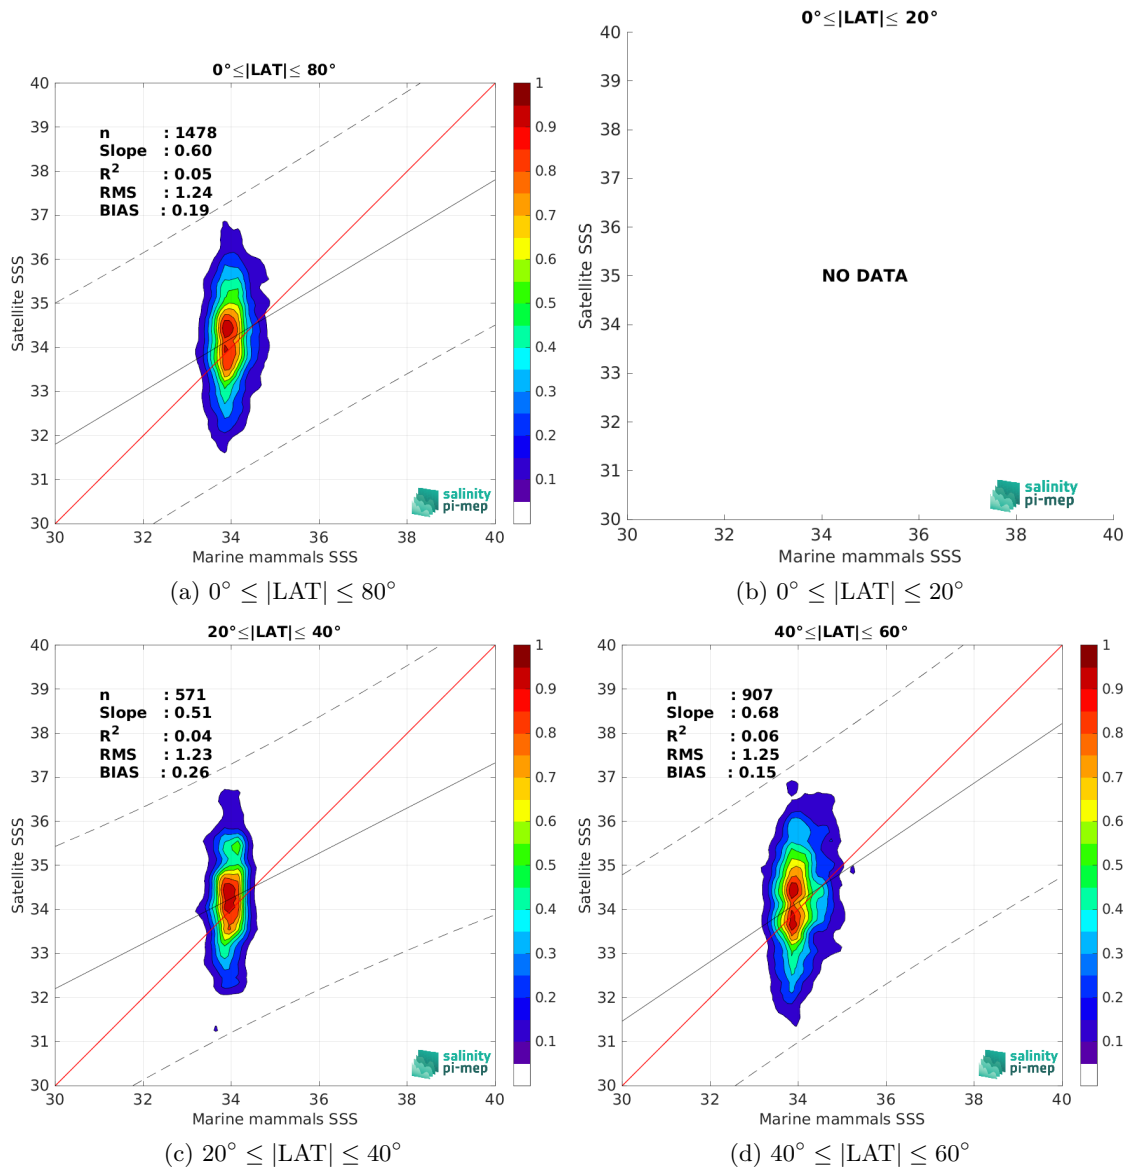 0°≤|LAT|≤ 80°
40
39
38
37
36
35
34
33
32
31
30
Satellite SSS
n : 1478
Slope : 0.60
R² : 0.05
RMS : 1.24
BIAS : 0.19
1
0.9
0.8
0.7
0.6
0.5
0.4
0.3
0.2
0.1
salinity
pi-mep
30 32 34 36 38 40
Marine mammals SSS
(a) 0° ≤ |LAT| ≤ 80°
0°≤|LAT|≤ 20°
40
39
38
37
36
35
34
33
32
31
30
Satellite SSS
NO DATA
salinity
pi-mep
30 32 34 36 38 40
Marine mammals SSS
(b) 0° ≤ |LAT| ≤ 20°
20°≤|LAT|≤ 40°
40
39
38
37
36
35
34
33
32
31
30
Satellite SSS
n : 571
Slope : 0.51
R² : 0.04
RMS : 1.23
BIAS : 0.26
1
0.9
0.8
0.7
0.6
0.5
0.4
0.3
0.2
0.1
salinity
pi-mep
30 32 34 36 38 40
Marine mammals SSS
(c) 20° ≤ |LAT| ≤ 40°
40°≤|LAT|≤ 60°
40
39
38
37
36
35
34
33
32
31
30
Satellite SSS
n : 907
Slope : 0.68
R² : 0.06
RMS : 1.25
BIAS : 0.15
1
0.9
0.8
0.7
0.6
0.5
0.4
0.3
0.2
0.1
salinity
pi-mep
30 32 34 36 38 40
Marine mammals SSS
(d) 40° ≤ |LAT| ≤ 60°